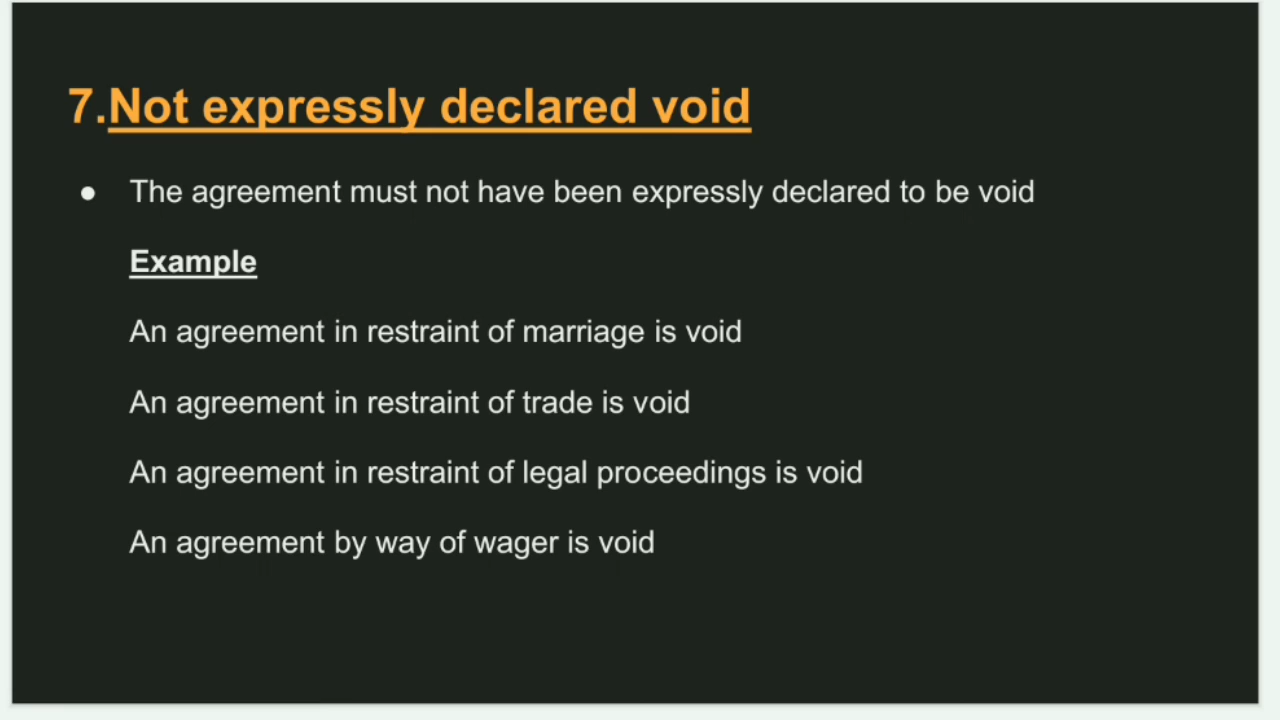 7.Not expressly declared void
● The agreement must not have been expressly declared to be void
Example
An agreement in restraint of marriage is void
An agreement in restraint of trade is void
An agreement in restraint of legal proceedings is void
An agreement by way of wager is void